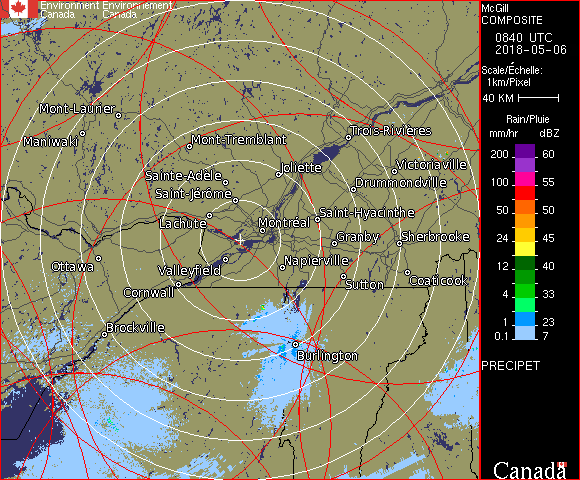 Environment Environnement
Canada Canada
McGill
COMPOSITE
0840 UTC
2018-05-06
Scale/Échelle:
1km/Pixel
40 KM
Rain/Pluie
mm/hr dBZ
200 60
100 55
50 50
24 45
12 40
4 33
1 23
0.1 7
PRECIPET
Canada
Mont-Laurier
Trois-Rivières
Maniwaki
Mont-Tremblant
Joliette
Victoriaville
Sainte-Adèle
Drummondville
Saint-Jérôme
Saint-Hyacinthe
Lachute
Montréal
Granby
Sherbrooke
Ottawa
Valleyfield
Napierville
Cornwall
Sutton
Coaticook
Brockville
Burlington